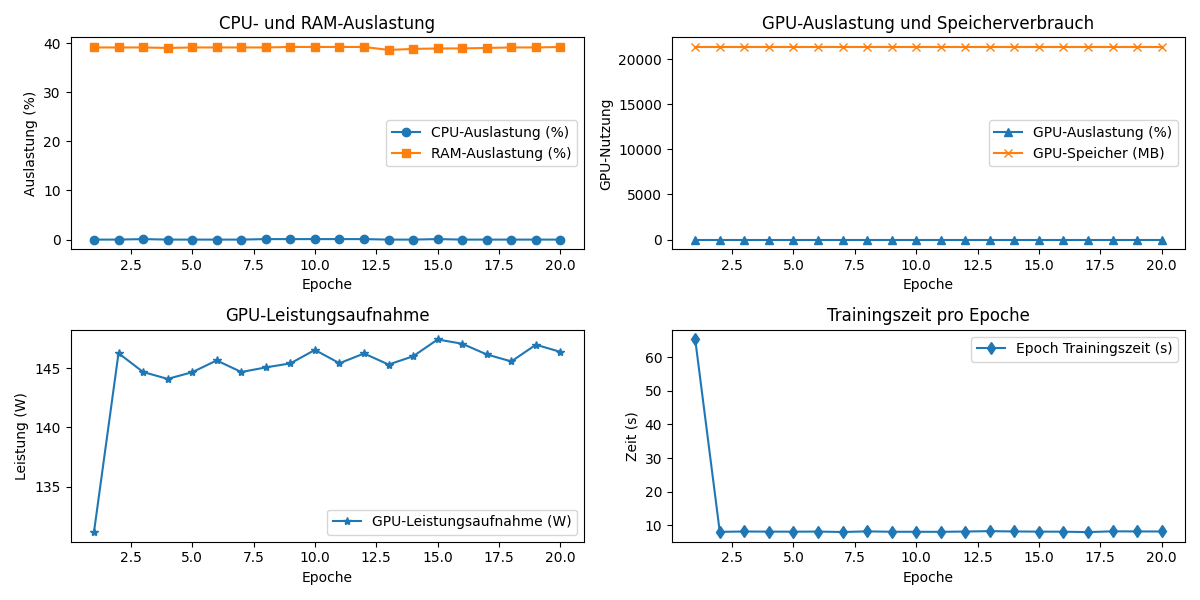 CPU- und RAM-Auslastung
Auslastung (%)
40
30
20
10
0
CPU-Auslastung (%)
RAM-Auslastung (%)
2.5 5.0 7.5 10.0 12.5 15.0 17.5 20.0
Epoche
GPU-Auslastung und Speicherverbrauch
GPU-Nutzung
20000
15000
10000
5000
0
GPU-Auslastung (%)
GPU-Speicher (MB)
2.5 5.0 7.5 10.0 12.5 15.0 17.5 20.0
Epoche
GPU-Leistungsaufnahme
Leistung (W)
145
140
135
GPU-Leistungsaufnahme (W)
2.5 5.0 7.5 10.0 12.5 15.0 17.5 20.0
Epoche
Trainingszeit pro Epoche
Zeit (s)
60
50
40
30
20
10
Epoch Trainingszeit (s)
2.5 5.0 7.5 10.0 12.5 15.0 17.5 20.0
Epoche